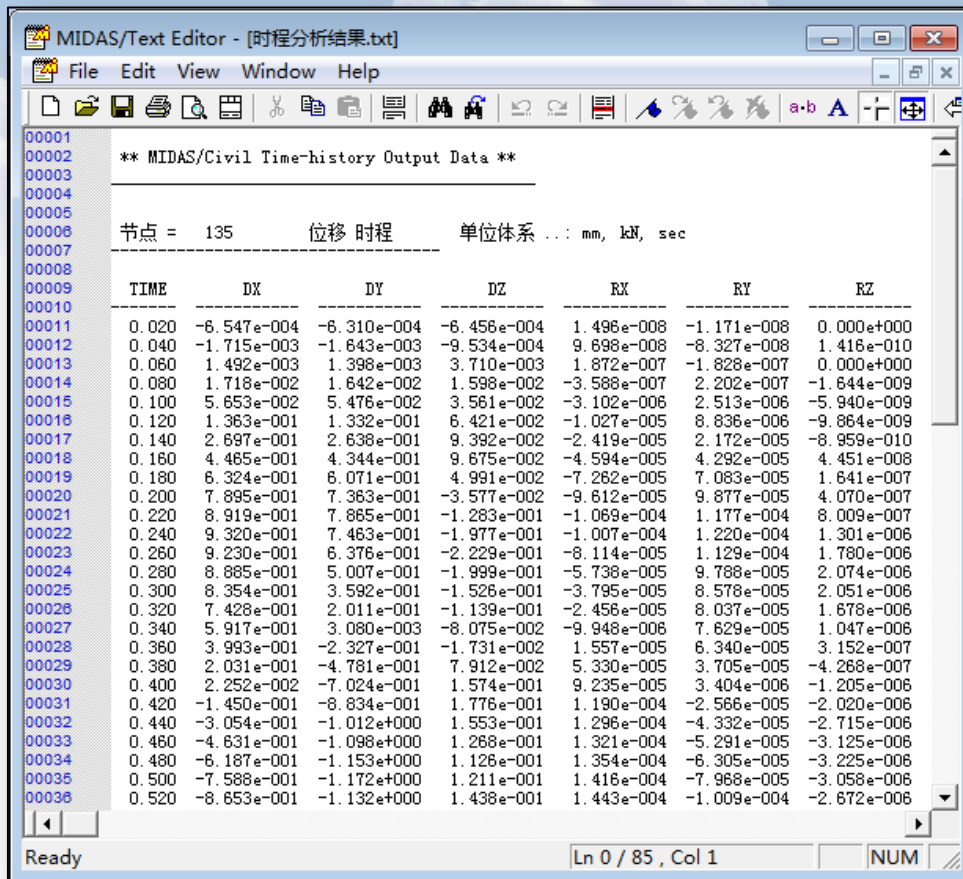 MIDAS/Text Editor - [时程分析结果.txt]
File Edit View Window Help
a·b A
00001
00002 ** MIDAS/Civil Time-history Output Data **
00003
00004
00005
00006 节点 = 135 位移 时程 单位体系 ..: mm, kN, sec
00007
00008
00009 TIME DX DY DZ RX RY RZ
00010
00011 0.020 -6.547e-004 -6.310e-004 -6.456e-004 1.496e-008 -1.171e-008 0.000e+000
00012 0.040 -1.715e-003 -1.643e-003 -9.534e-004 9.698e-008 -8.327e-008 1.416e-010
00013 0.060 1.492e-003 1.398e-003 3.710e-003 1.872e-007 -1.828e-007 0.000e+000
00014 0.080 1.718e-002 1.642e-002 1.598e-002 -3.588e-007 2.202e-007 -1.644e-009
00015 0.100 5.653e-002 5.476e-002 3.561e-002 -3.102e-006 2.513e-006 -5.940e-009
00016 0.120 1.363e-001 1.332e-001 6.421e-002 -1.027e-005 8.836e-006 -9.864e-009
00017 0.140 2.697e-001 2.638e-001 9.392e-002 -2.419e-005 2.172e-005 -8.959e-010
00018 0.160 4.465e-001 4.344e-001 9.675e-002 -4.594e-005 4.292e-005 4.451e-008
00019 0.180 6.324e-001 6.071e-001 4.991e-002 -7.262e-005 7.083e-005 1.641e-007
00020 0.200 7.895e-001 7.363e-001 -3.577e-002 -9.612e-005 9.877e-005 4.070e-007
00021 0.220 8.919e-001 7.865e-001 -1.283e-001 -1.069e-004 1.177e-004 8.009e-007
00022 0.240 9.320e-001 7.463e-001 -1.977e-001 -1.007e-004 1.220e-004 1.301e-006
00023 0.260 9.230e-001 6.376e-001 -2.229e-001 -8.114e-005 1.129e-004 1.780e-006
00024 0.280 8.885e-001 5.007e-001 -1.999e-001 -5.738e-005 9.788e-005 2.074e-006
00025 0.300 8.354e-001 3.592e-001 -1.526e-001 -3.795e-005 8.578e-005 2.051e-006
00026 0.320 7.428e-001 2.011e-001 -1.139e-001 -2.456e-005 8.037e-005 1.678e-006
00027 0.340 5.917e-001 3.080e-003 -8.075e-002 -9.948e-006 7.629e-005 1.047e-006
00028 0.360 3.993e-001 -2.327e-001 -1.731e-002 1.557e-005 6.340e-005 3.152e-007
00029 0.380 2.031e-001 -4.781e-001 7.912e-002 5.330e-005 3.705e-005 -4.268e-007
00030 0.400 2.252e-002 -7.024e-001 1.574e-001 9.235e-005 3.404e-006 -1.205e-006
00031 0.420 -1.450e-001 -8.834e-001 1.776e-001 1.190e-004 -2.566e-005 -2.020e-006
00032 0.440 -3.054e-001 -1.012e+000 1.553e-001 1.296e-004 -4.332e-005 -2.715e-006
00033 0.460 -4.631e-001 -1.098e+000 1.268e-001 1.321e-004 -5.291e-005 -3.125e-006
00034 0.480 -6.187e-001 -1.153e+000 1.126e-001 1.354e-004 -6.305e-005 -3.225e-006
00035 0.500 -7.588e-001 -1.172e+000 1.211e-001 1.416e-004 -7.968e-005 -3.058e-006
00036 0.520 -8.653e-001 -1.132e+000 1.438e-001 1.443e-004 -1.009e-004 -2.672e-006
Ready Ln 0 / 85 , Col 1 NUM